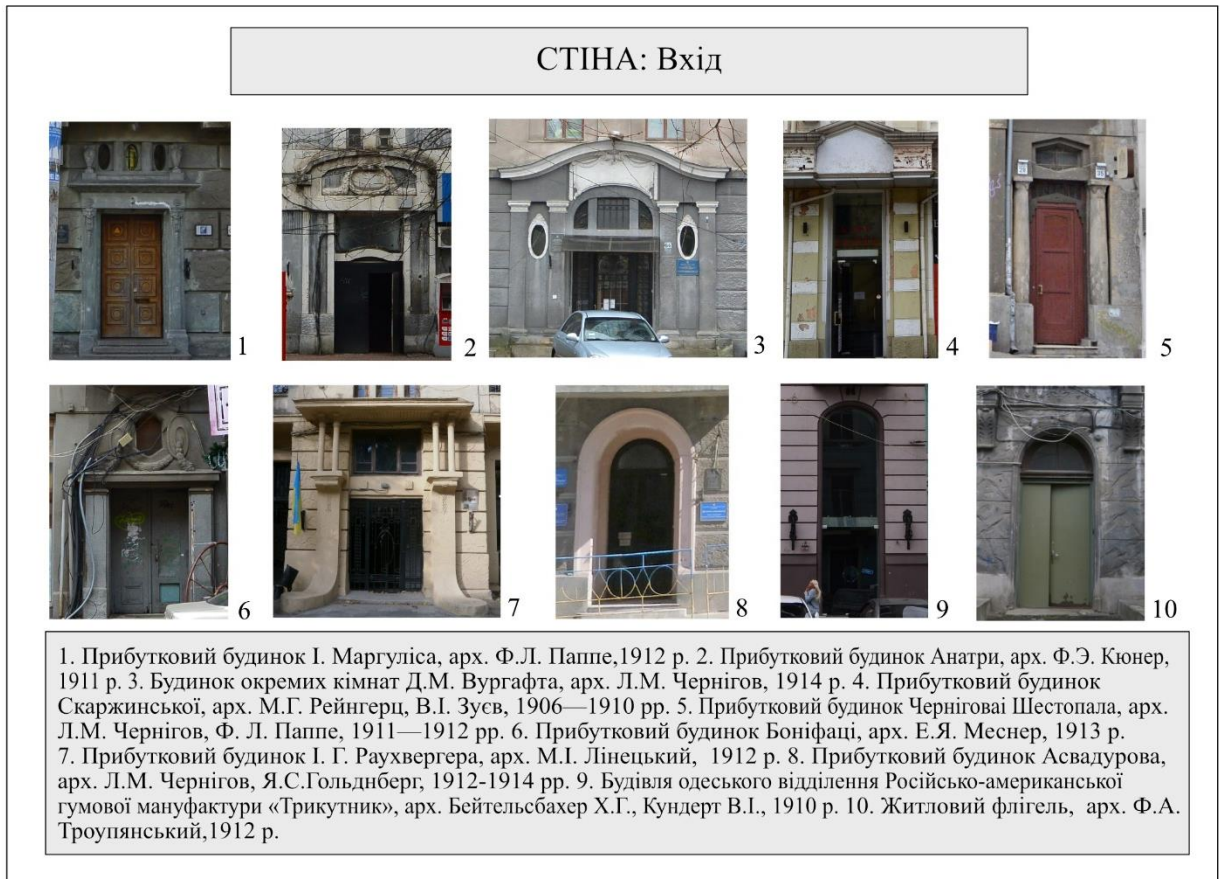 СТІНА: Вхід
1
2
3
4
5
6
7
8
9
10
1. Прибутковий будинок І. Маргуліса, арх. Ф.Л. Паппе,1912 р. 2. Прибутковий будинок Анатри, арх. Ф.Э. Кюнер,
1911 р. 3. Будинок окремих кімнат Д.М. Вургафта, арх. Л.М. Чернігов, 1914 р. 4. Прибутковий будинок
Скаржинської, арх. М.Г. Рейнгерц, В.І. Зуєв, 1906—1910 рр. 5. Прибутковий будинок Черніговаі Шестопала, арх.
Л.М. Чернігов, Ф. Л. Паппе, 1911—1912 рр. 6. Прибутковий будинок Боніфаці, арх. Е.Я. Меснер, 1913 р.
7. Прибутковий будинок І. Г. Раухвергера, арх. М.І. Лінецький, 1912 р. 8. Прибутковий будинок Асвадурова,
арх. Л.М. Чернігов, Я.С.Гольднберг, 1912-1914 рр. 9. Будівля одеського відділення Російсько-американської
гумової мануфактури «Трикутник», арх. Бейтельсбахер Х.Г., Кундерт В.І., 1910 р. 10. Житловий флігель, арх. Ф.А.
Троупянський,1912 р.